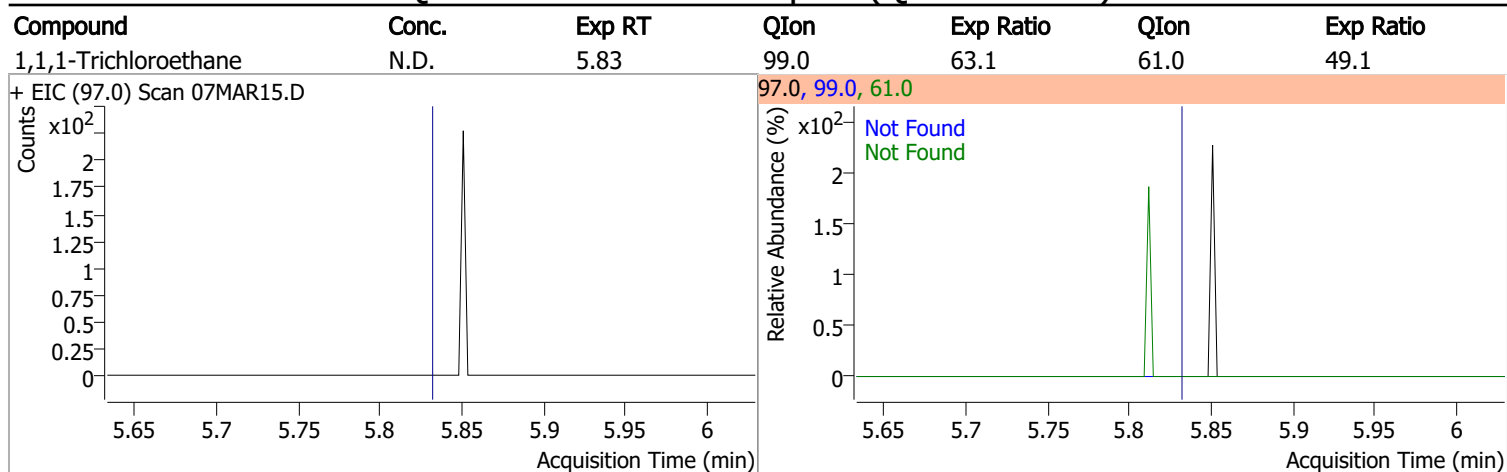 Compound Conc. Exp RT QIon Exp Ratio QIon Exp Ratio
1,1,1-Trichloroethane N.D. 5.83 99.0 63.1 61.0 49.1
+ EIC (97.0) Scan 07MAR15.D
Counts
x10²
2
1.75
1.5
1.25
1
0.75
0.5
0.25
0
5.65 5.7 5.75 5.8 5.85 5.9 5.95 6
Acquisition Time (min)
97.0, 99.0, 61.0
Relative Abundance (%)
x10²
Not Found
Not Found
2
1.5
1
0.5
0
5.65 5.7 5.75 5.8 5.85 5.9 5.95 6
Acquisition Time (min)